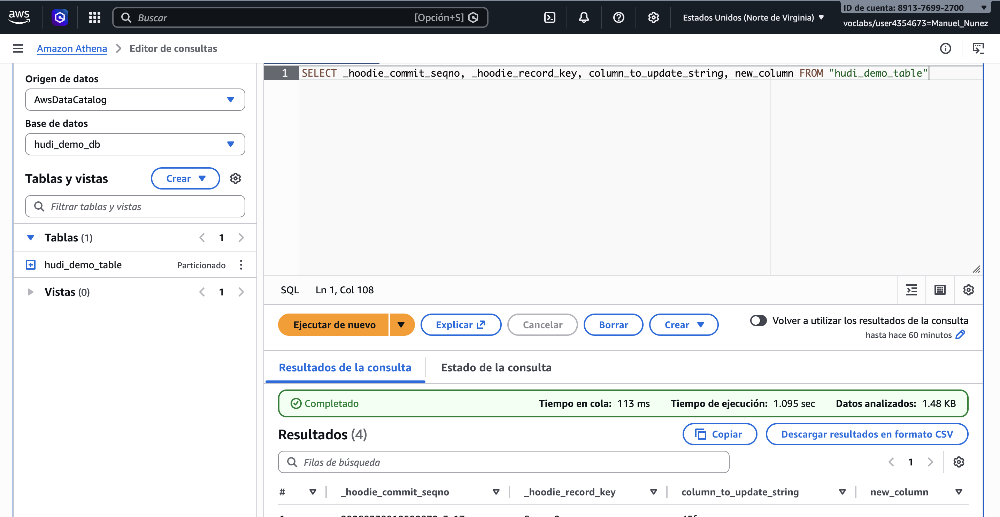 aws
Buscar
[Opción+S]
Estados Unidos (Norte de Virginia)
ID de cuenta: 8913-7699-2700
voclabs/user4354673=Manuel_Nunez
Amazon Athena
Editor de consultas
Origen de datos
AwsDataCatalog
Base de datos
hudi_demo_db
Tablas y vistas
Crear
Filtrar tablas y vistas
Tablas (1)
1
hudi_demo_table
Particionado
Vistas (0)
1
1 SELECT _hoodie_commit_seqno, _hoodie_record_key, column_to_update_string, new_column FROM "hudi_demo_table"
SQL
Ln 1, Col 108
Ejecutar de nuevo
Explicar
Cancelar
Borrar
Crear
Volver a utilizar los resultados de la consulta
hasta hace 60 minutos
Resultados de la consulta
Estado de la consulta
Completado
Tiempo en cola: 113 ms
Tiempo de ejecución: 1.095 sec
Datos analizados: 1.48 KB
Resultados (4)
Copiar
Descargar resultados en formato CSV
Filas de búsqueda
1
#
_hoodie_commit_seqno
_hoodie_record_key
column_to_update_string
new_column